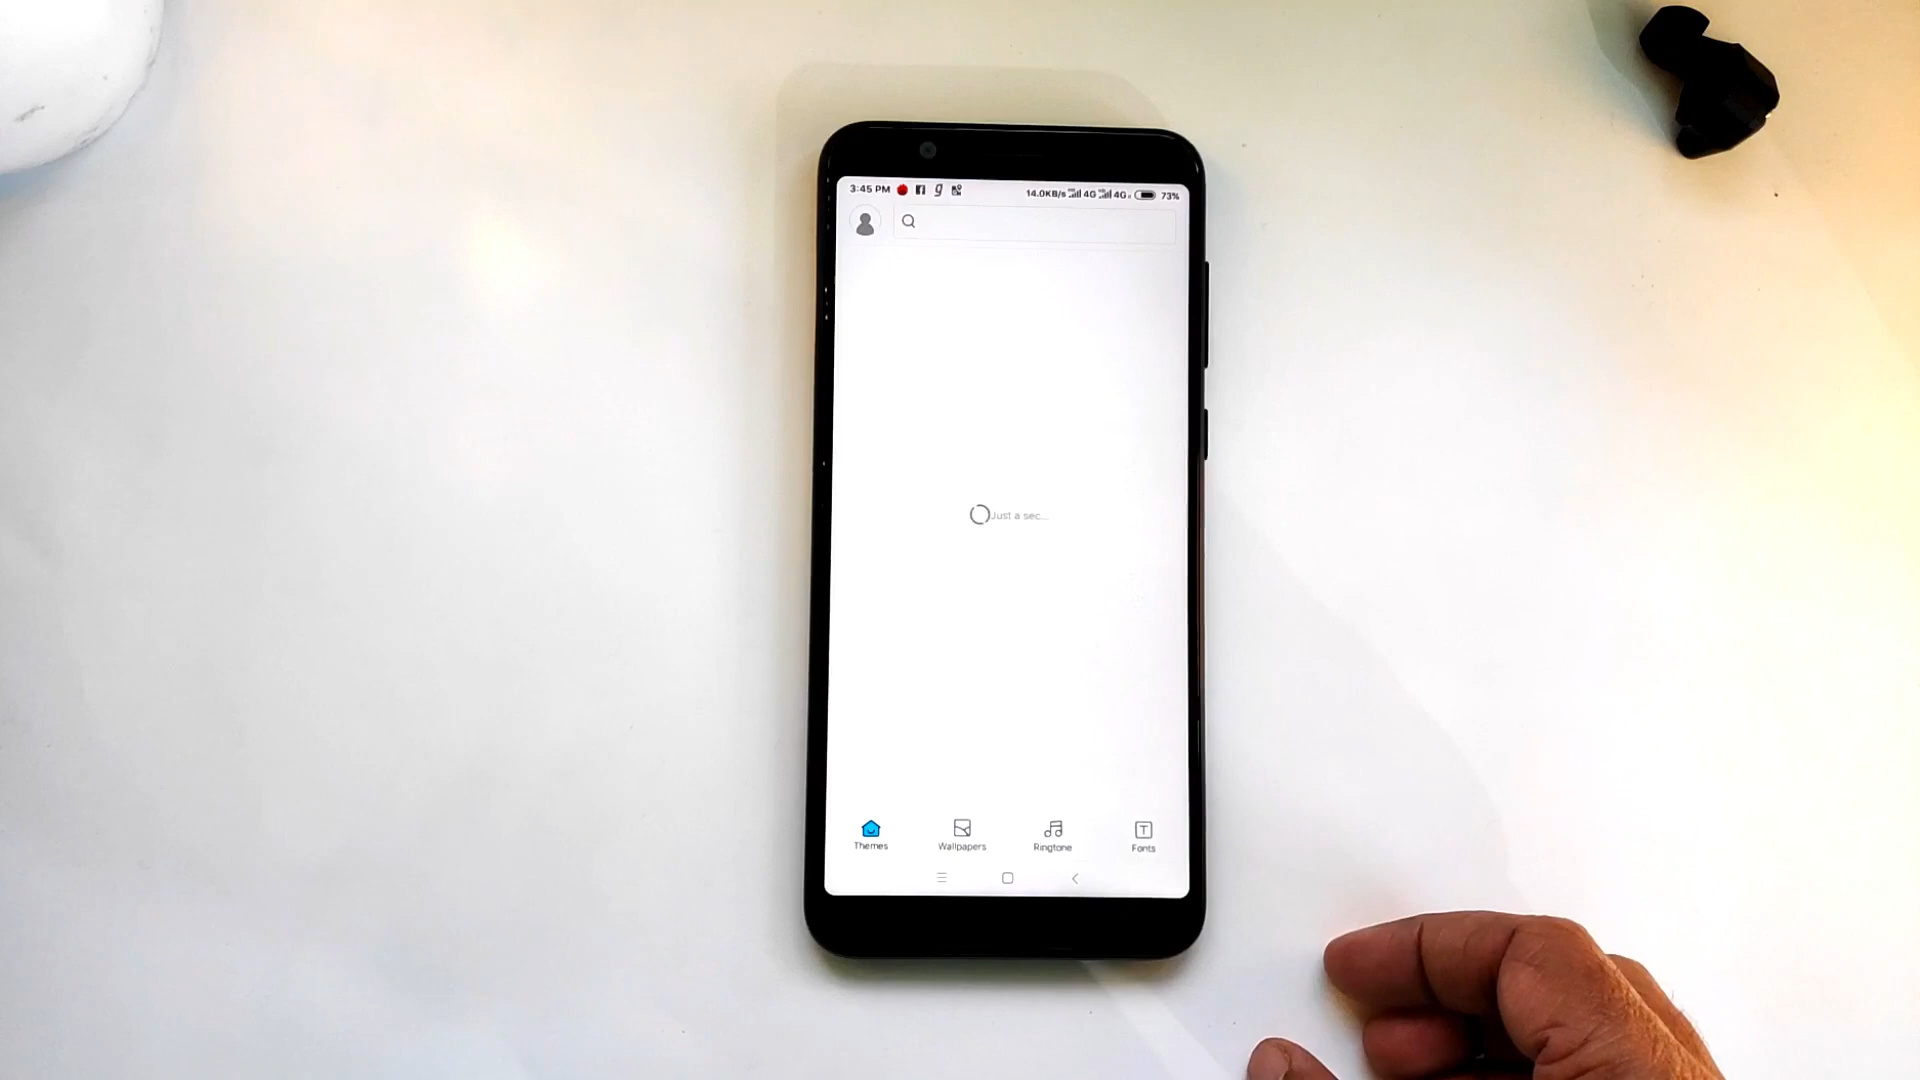 3:45 PM 14.0KB/s 4G 4G 73%
Just a sec...
Themes Wallpapers Ringtone Fonts